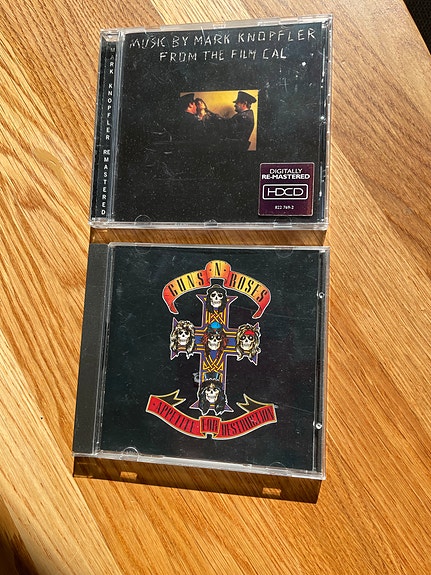 MUSIC BY MARK KNOPFLER
FROM THE FILM CAL
MARK KNOPFLER REMASTERED
DIGITALLY
RE-MASTERED
HDCD
822 769-2
GUNS N' ROSES
APPETITE FOR DESTRUCTION